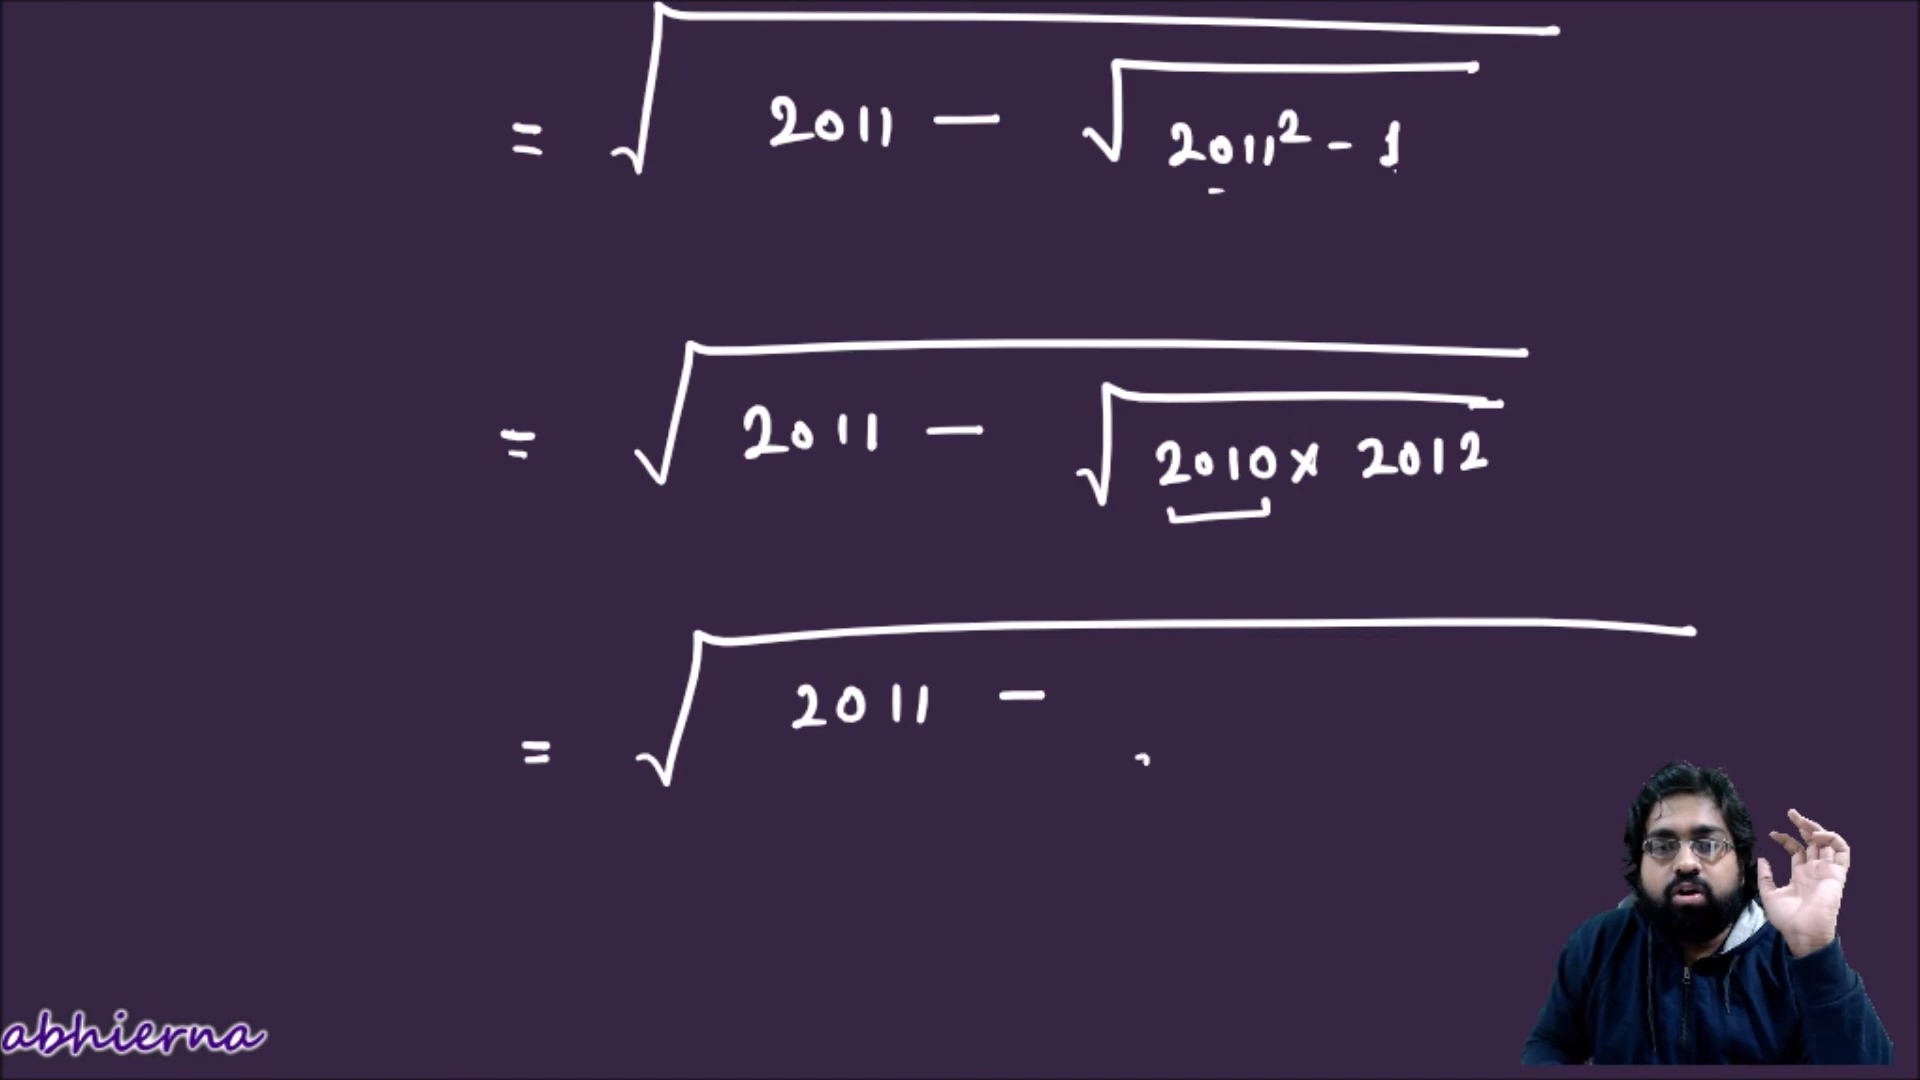 = √(2011 − √(2011² - 1))
= √(2011 − √(2010 × 2012))
= √(2011 −
abhierna